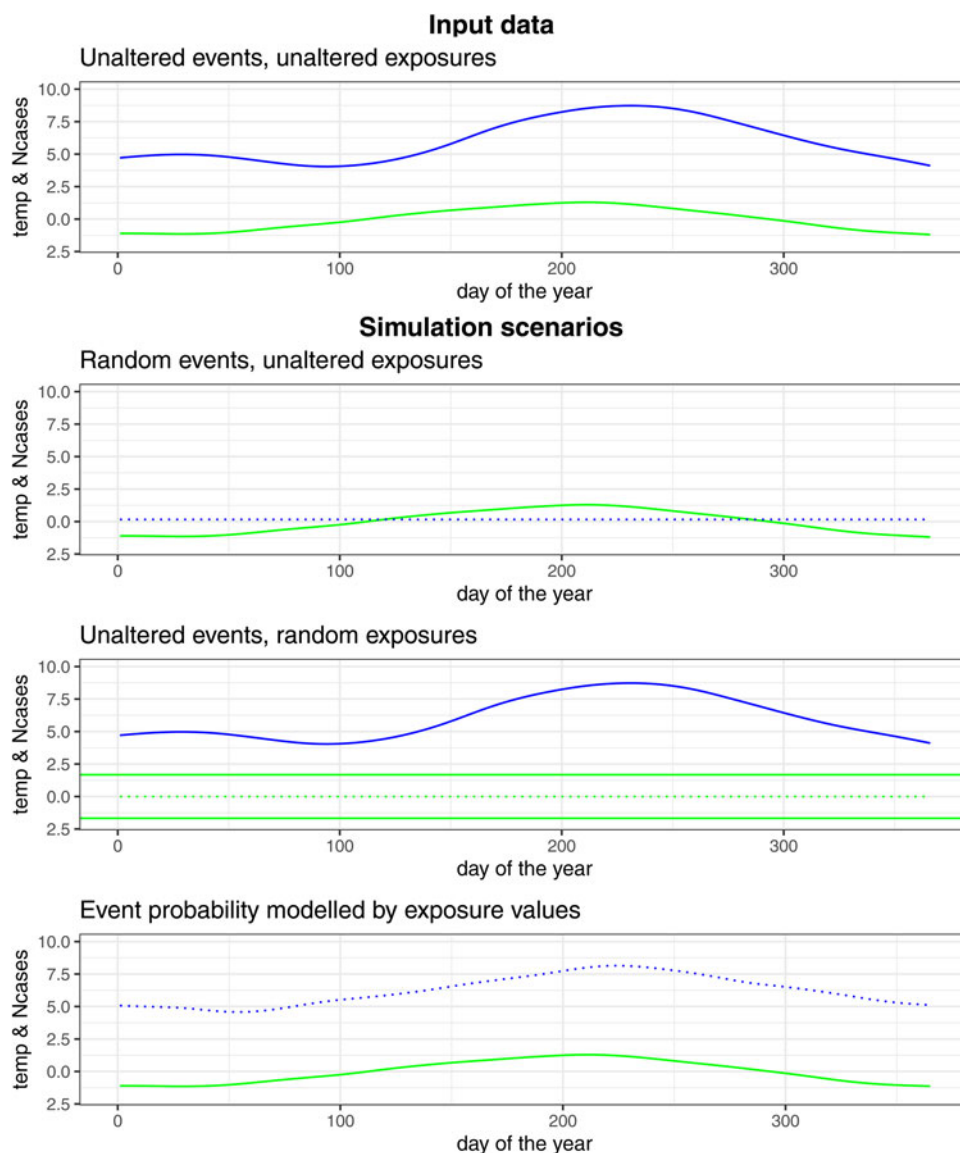 Input data
Unaltered events, unaltered exposures
temp & Ncases
10.0
7.5
5.0
2.5
0.0
2.5
0
100
200
300
day of the year
Simulation scenarios
Random events, unaltered exposures
temp & Ncases
10.0
7.5
5.0
2.5
0.0
2.5
0
100
200
300
day of the year
Unaltered events, random exposures
temp & Ncases
10.0
7.5
5.0
2.5
0.0
2.5
0
100
200
300
day of the year
Event probability modelled by exposure values
temp & Ncases
10.0
7.5
5.0
2.5
0.0
2.5
0
100
200
300
day of the year